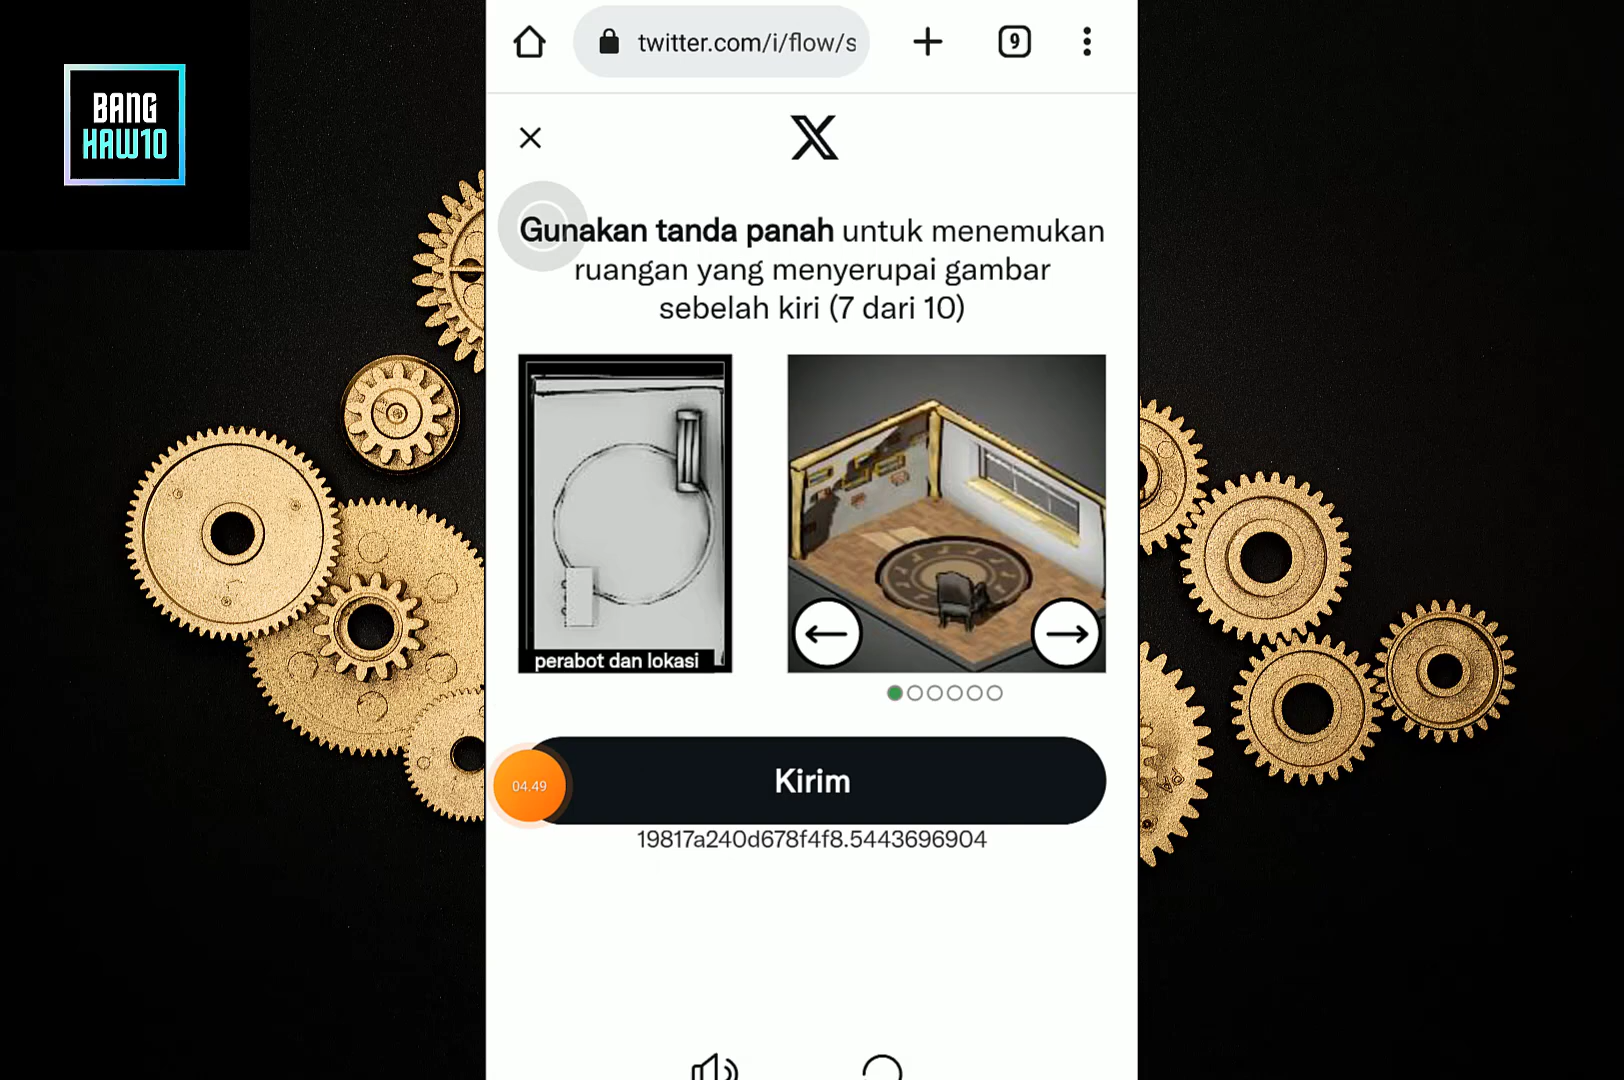 BANG
HAW10
twitter.com/i/flow/s
9
X
Gunakan tanda panah untuk menemukan
ruangan yang menyerupai gambar
sebelah kiri (7 dari 10)
perabot dan lokasi
Kirim
04.49
19817a240d678f4f8.5443696904